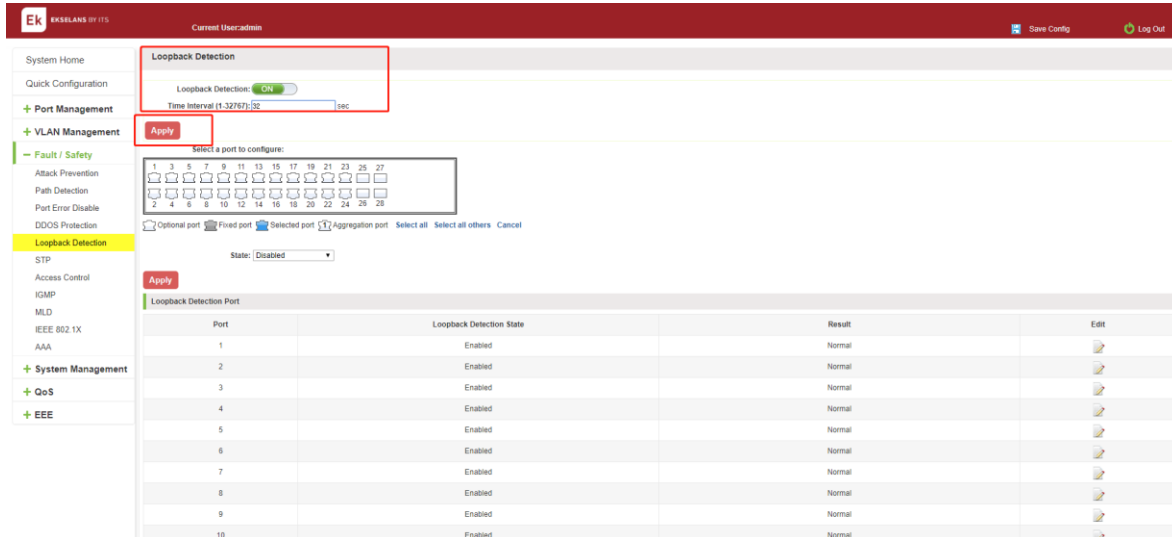 Ek EKSELANS BY ITS
Current User:admin
Save Config
Log Out
System Home
Quick Configuration
+ Port Management
+ VLAN Management
− Fault / Safety
Attack Prevention
Path Detection
Port Error Disable
DDOS Protection
Loopback Detection
STP
Access Control
IGMP
MLD
IEEE 802.1X
AAA
+ System Management
+ QoS
+ EEE
Loopback Detection
Loopback Detection: ON
Time Interval (1-32767): 32 sec
Apply
Select a port to configure:
1 3 5 7 9 11 13 15 17 19 21 23 25 27
2 4 6 8 10 12 14 16 18 20 22 24 26 28
Optional port Fixed port Selected port 1 Aggregation port Select all Select all others Cancel
State: Disabled
Apply
Loopback Detection Port
Port Loopback Detection State Result Edit
1 Enabled Normal
2 Enabled Normal
3 Enabled Normal
4 Enabled Normal
5 Enabled Normal
6 Enabled Normal
7 Enabled Normal
8 Enabled Normal
9 Enabled Normal
10 Enabled Normal